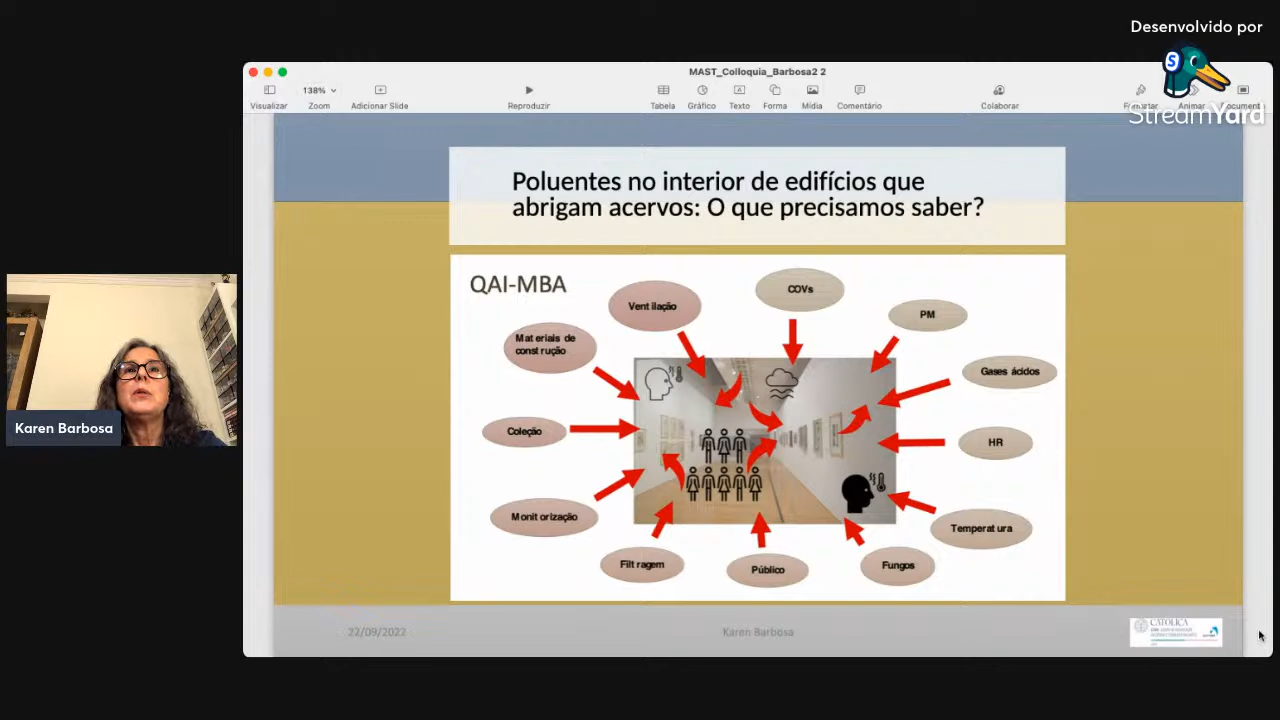 Desenvolvido por
StreamYard
MAST_Colloquia_Barbosa2 2
138%
Visualizar
Zoom
Adicionar Slide
Reproduzir
Tabela
Gráfico
Texto
Forma
Mídia
Comentário
Colaborar
Poluentes no interior de edifícios que
abrigam acervos: O que precisamos saber?
QAI-MBA
Ventilação
COVs
PM
Materiais de
construção
Gases ácidos
Coleção
HR
Monitorização
Temperatura
Filtragem
Público
Fungos
Karen Barbosa
22/09/2022
Karen Barbosa
CATÓLICA